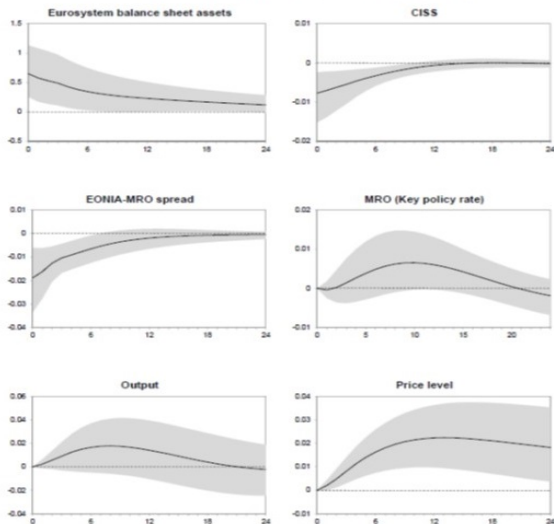 Eurosystem balance sheet assets
1.5
1
0.5
0
-0.5
0 6 12 18 24
CISS
0.01
0
-0.01
-0.02
0 6 12 18 24
EONIA-MRO spread
0.01
0
-0.01
-0.02
-0.03
-0.04
0 6 12 18 24
MRO (Key policy rate)
0.02
0.01
0
-0.01
0 5 10 15 20
Output
0.06
0.04
0.02
0
-0.02
-0.04
0 6 12 18 24
Price level
0.04
0.03
0.02
0.01
0
-0.01
0 6 12 18 24